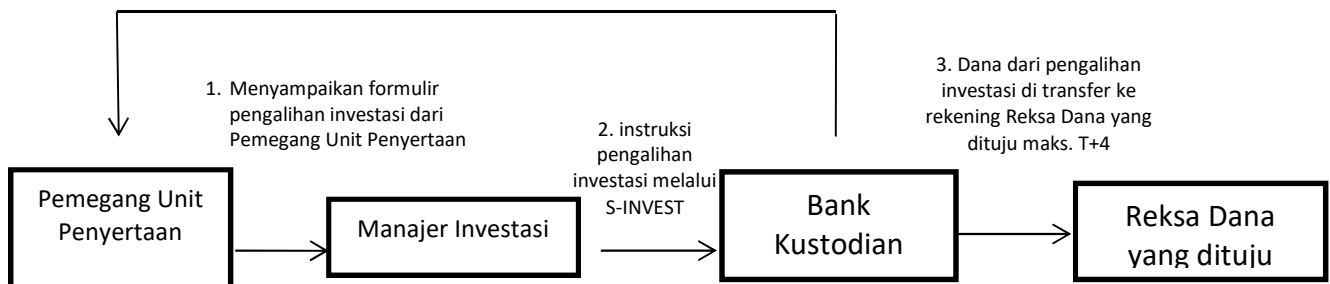 1. Menyampaikan formulir
pengalihan investasi dari
Pemegang Unit Penyertaan
2. instruksi
pengalihan
investasi melalui
S-INVEST
3. Dana dari pengalihan
investasi di transfer ke
rekening Reksa Dana yang
dituju maks. T+4
Pemegang Unit
Penyertaan
Manajer Investasi
Bank
Kustodian
Reksa Dana
yang dituju